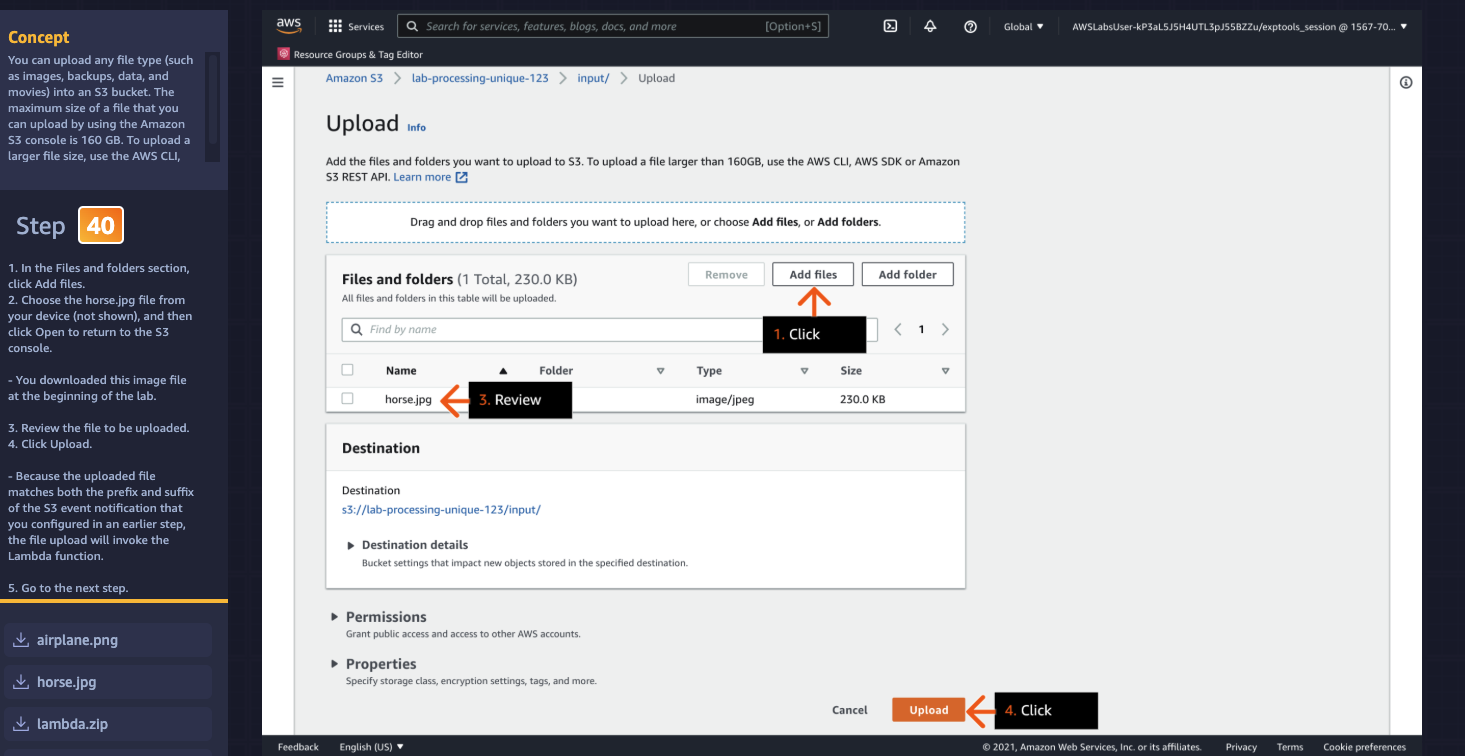 Concept
You can upload any file type (such
as images, backups, data, and
movies) into an S3 bucket. The
maximum size of a file that you
can upload by using the Amazon
S3 console is 160 GB. To upload a
larger file size, use the AWS CLI,
Step 40
1. In the Files and folders section,
click Add files.
2. Choose the horse.jpg file from
your device (not shown), and then
click Open to return to the S3
console.
- You downloaded this image file
at the beginning of the lab.
3. Review the file to be uploaded.
4. Click Upload.
- Because the uploaded file
matches both the prefix and suffix
of the S3 event notification that
you configured in an earlier step,
the file upload will invoke the
Lambda function.
5. Go to the next step.
airplane.png
horse.jpg
lambda.zip
aws Services Search for services, features, blogs, docs, and more [Option+S] Global ▼ AWSLabsUser-kP3aL5J5H4UTL3pJ55BZZu/exptools_session @ 1567-70... ▼
Resource Groups & Tag Editor
Amazon S3 > lab-processing-unique-123 > input/ > Upload
Upload Info
Add the files and folders you want to upload to S3. To upload a file larger than 160GB, use the AWS CLI, AWS SDK or Amazon
S3 REST API. Learn more
Drag and drop files and folders you want to upload here, or choose Add files, or Add folders.
Files and folders (1 Total, 230.0 KB) Remove Add files Add folder
All files and folders in this table will be uploaded.
Find by name 1. Click < 1 >
Name Folder Type Size
horse.jpg 3. Review image/jpeg 230.0 KB
Destination
Destination
s3://lab-processing-unique-123/input/
Destination details
Bucket settings that impact new objects stored in the specified destination.
Permissions
Grant public access and access to other AWS accounts.
Properties
Specify storage class, encryption settings, tags, and more.
Cancel Upload 4. Click
Feedback English (US) ▼ © 2021, Amazon Web Services, Inc. or its affiliates. Privacy Terms Cookie preferences